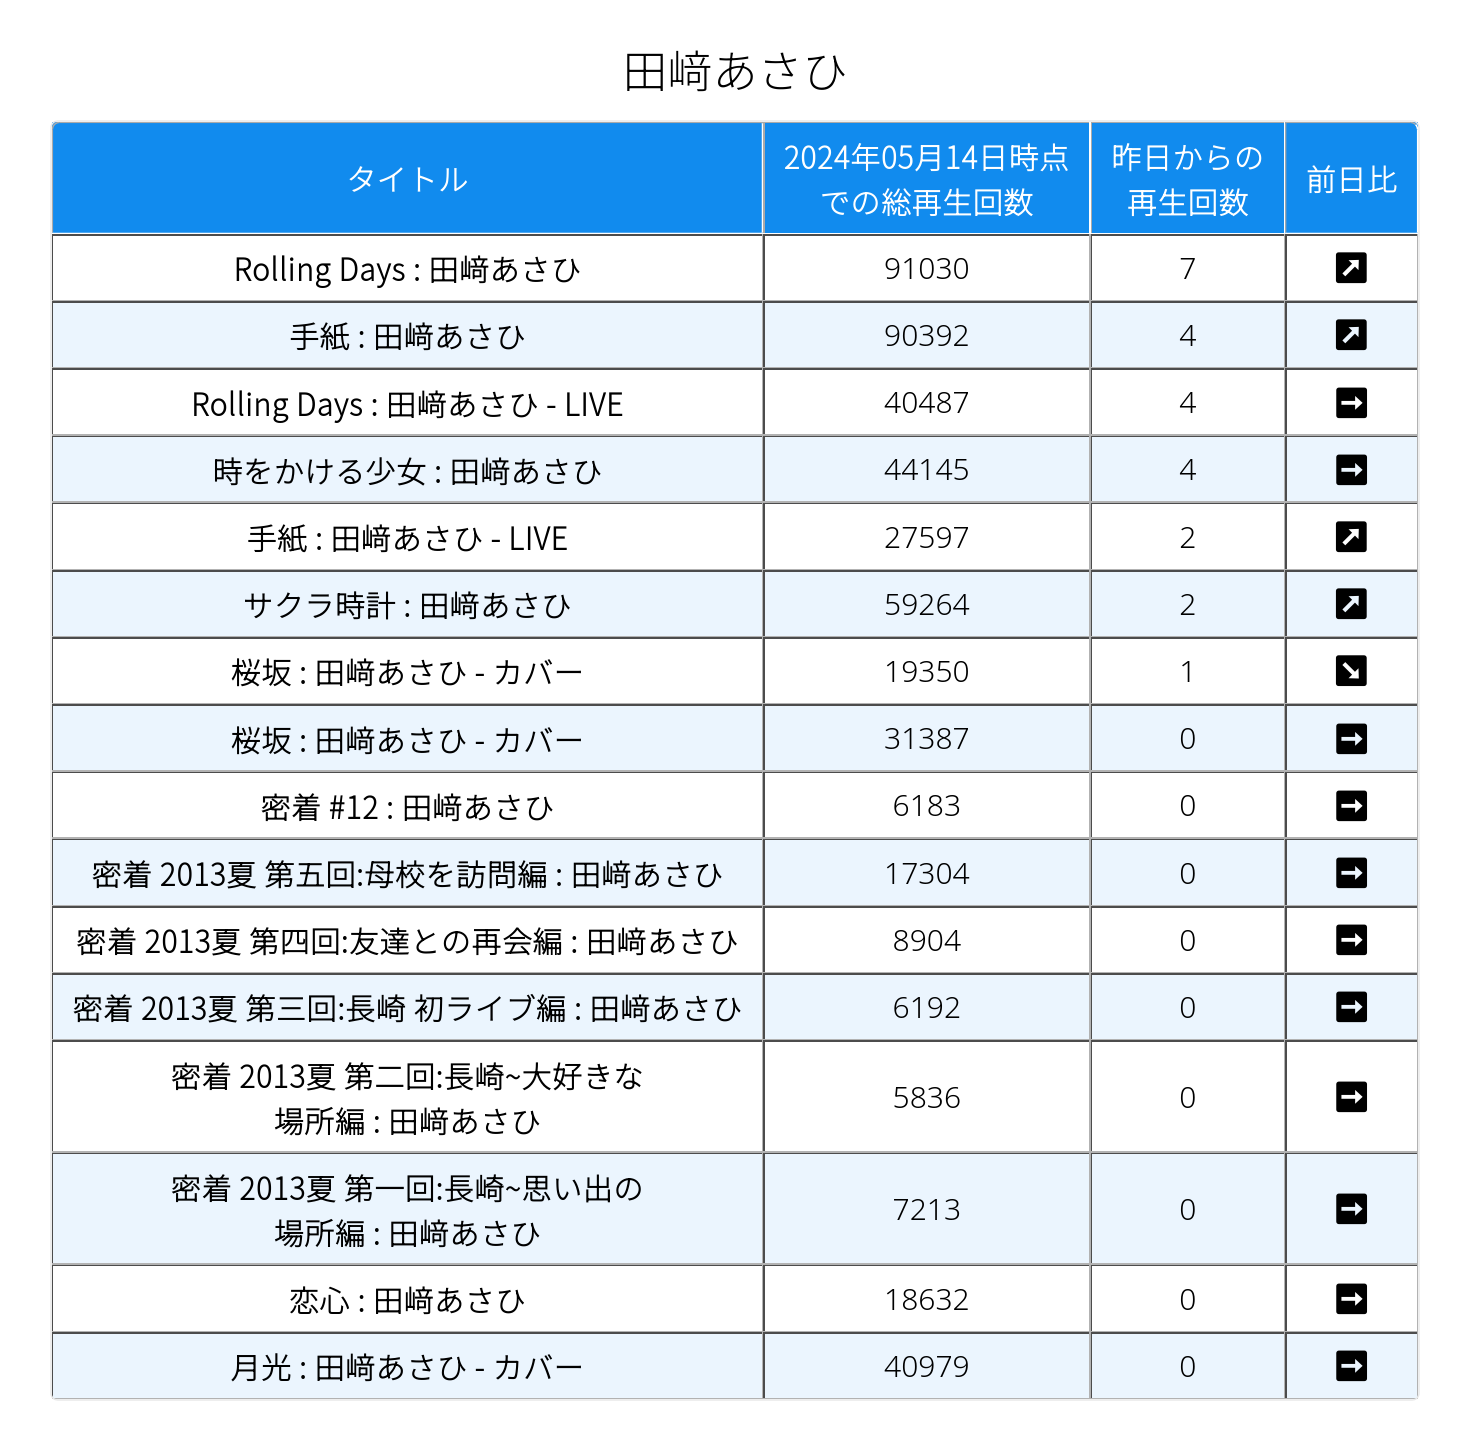 田﨑あさひ
タイトル
2024年05月14日時点
での総再生回数
昨日からの
再生回数
前日比
Rolling Days : 田﨑あさひ 91030 7 ↗
手紙 : 田﨑あさひ 90392 4 ↗
Rolling Days : 田﨑あさひ - LIVE 40487 4 →
時をかける少女 : 田﨑あさひ 44145 4 →
手紙 : 田﨑あさひ - LIVE 27597 2 ↗
サクラ時計 : 田﨑あさひ 59264 2 ↗
桜坂 : 田﨑あさひ - カバー 19350 1 ↘
桜坂 : 田﨑あさひ - カバー 31387 0 →
密着 #12 : 田﨑あさひ 6183 0 →
密着 2013夏 第五回:母校を訪問編 : 田﨑あさひ 17304 0 →
密着 2013夏 第四回:友達との再会編 : 田﨑あさひ 8904 0 →
密着 2013夏 第三回:長崎 初ライブ編 : 田﨑あさひ 6192 0 →
密着 2013夏 第二回:長崎~大好きな
場所編 : 田﨑あさひ 5836 0 →
密着 2013夏 第一回:長崎~思い出の
場所編 : 田﨑あさひ 7213 0 →
恋心 : 田﨑あさひ 18632 0 →
月光 : 田﨑あさひ - カバー 40979 0 →